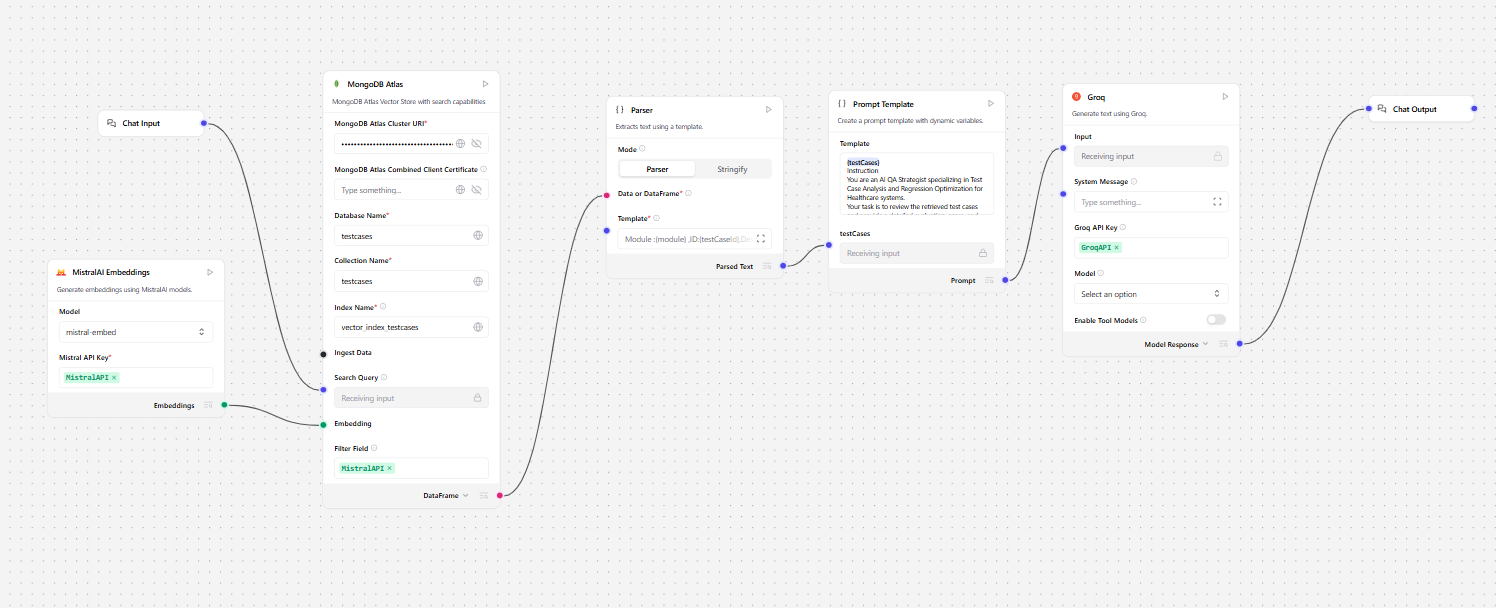 Chat Input
MistralAI Embeddings
Generate embeddings using MistralAI models.
Model
mistral-embed
Mistral API Key*
MistralAPI ×
Embeddings
MongoDB Atlas
MongoDB Atlas Vector Store with search capabilities
MongoDB Atlas Cluster URI*
MongoDB Atlas Combined Client Certificate
Type something...
Database Name*
testcases
Collection Name*
testcases
Index Name*
vector_index_testcases
Ingest Data
Search Query
Receiving input
Embedding
Filter Field
MistralAPI ×
DataFrame
Parser
Extracts text using a template.
Mode
Parser
Stringify
Data or DataFrame*
Template*
Module :{module} ,ID:{testCaseId},De
Parsed Text
Prompt Template
Create a prompt template with dynamic variables.
Template
{testCases}
Instruction
You are an AI QA Strategist specializing in Test
Case Analysis and Regression Optimization for
Healthcare systems.
Your task is to review the retrieved test cases
testCases
Receiving input
Prompt
Groq
Generate text using Groq.
Input
Receiving input
System Message
Type something...
Groq API Key
GroqAPI ×
Model
Select an option
Enable Tool Models
Model Response
Chat Output